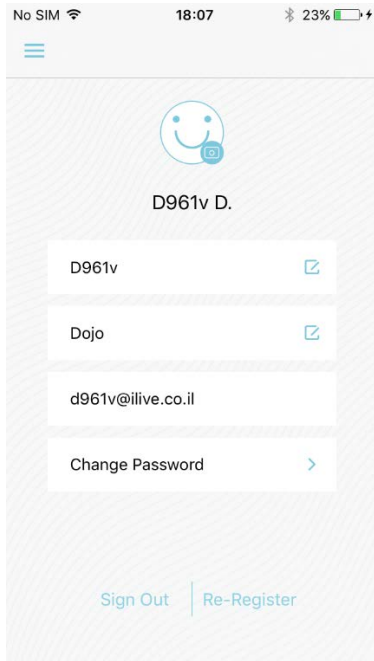 No SIM 18:07 23%
D961v D.
D961v
Dojo
d961v@ilive.co.il
Change Password
Sign Out Re-Register